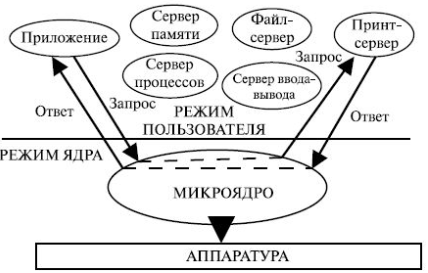 Приложение
Сервер
памяти
Файл-
сервер
Принт-
сервер
Сервер
процессов
Сервер ввода-
вывода
Запрос
Ответ
Запрос
Ответ
РЕЖИМ
ПОЛЬЗОВАТЕЛЯ
РЕЖИМ ЯДРА
МИКРОЯДРО
АППАРАТУРА